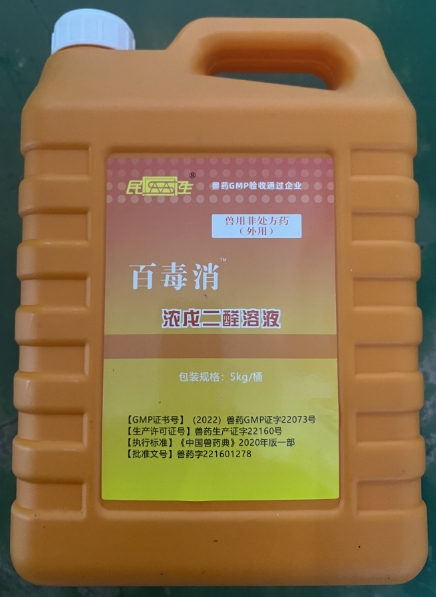 民生®
兽药GMP验收通过企业
兽用非处方药
（外用）
百毒消™
浓戊二醛溶液
包装规格：5kg/桶
【GMP证书号】（2022）兽药GMP证字22073号
【生产许可证号】兽药生产证字22160号
【执行标准】《中国兽药典》2020年版一部
【批准文号】兽药字221601278